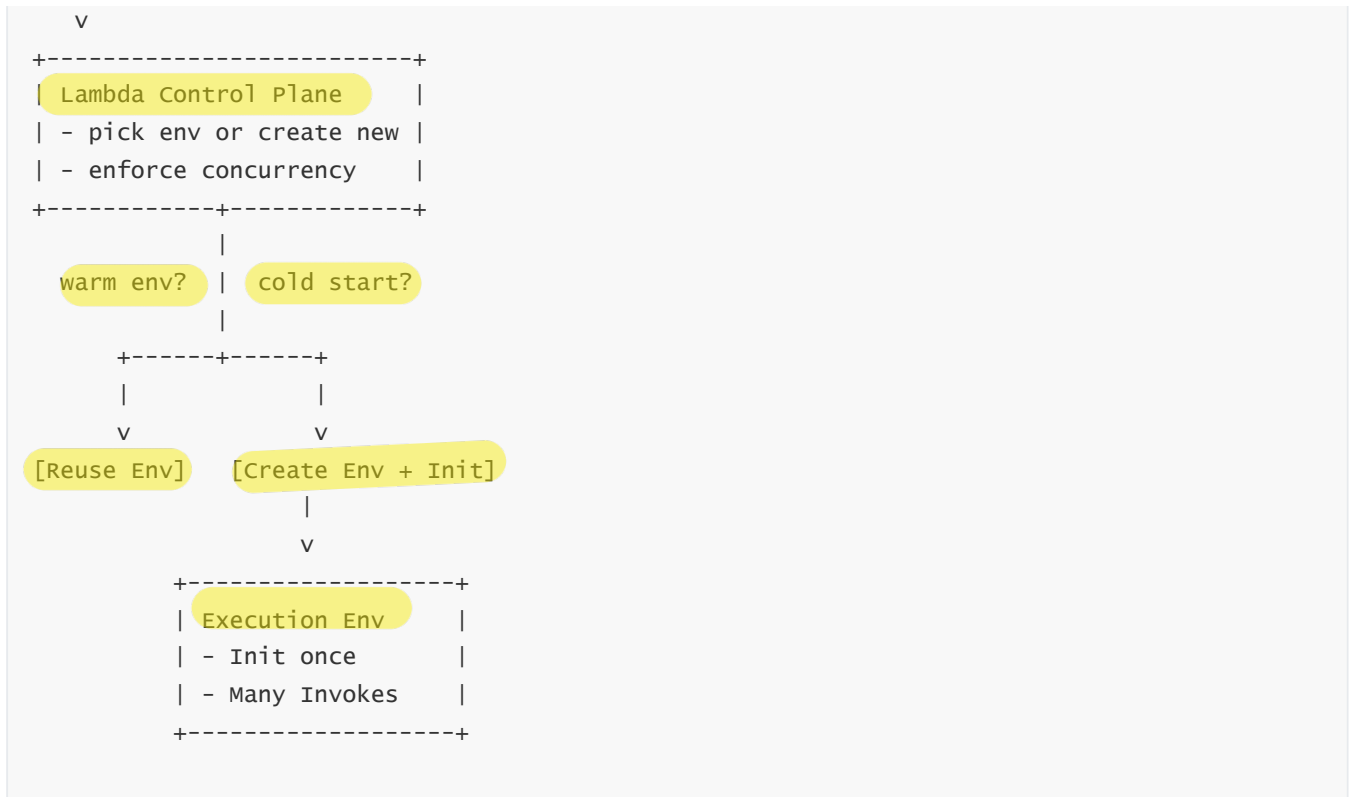 v
+--------------------------+
| Lambda Control Plane     |
| - pick env or create new |
| - enforce concurrency    |
+------------+-------------+
             |
  warm env?  |  cold start?
             |
      +------+------+
      |             |
      v             v
[Reuse Env]   [Create Env + Init]
                   |
                   v
          +-------------------+
          | Execution Env     |
          | - Init once       |
          | - Many Invokes    |
          +-------------------+